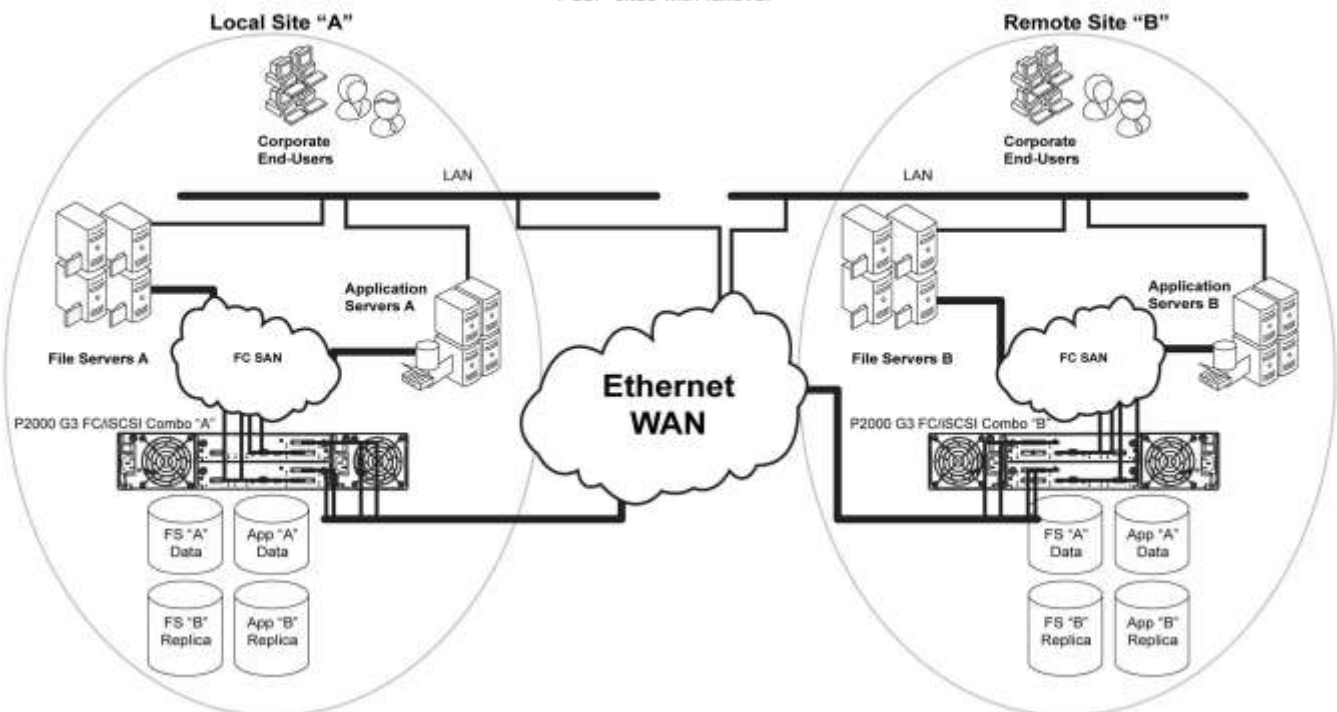 Local Site “A”
Remote Site “B”
Corporate
End-Users
LAN
Corporate
End-Users
LAN
Application
Servers A
File Servers A
FC SAN
Ethernet
WAN
Application
Servers B
File Servers B
FC SAN
P2000 G3 FC/iSCSI Combo “A”
P2000 G3 FC/iSCSI Combo “B”
FS “A”
Data
App “A”
Data
FS “B”
Replica
App “B”
Replica
FS “A”
Data
App “A”
Data
FS “B”
Replica
App “B”
Replica